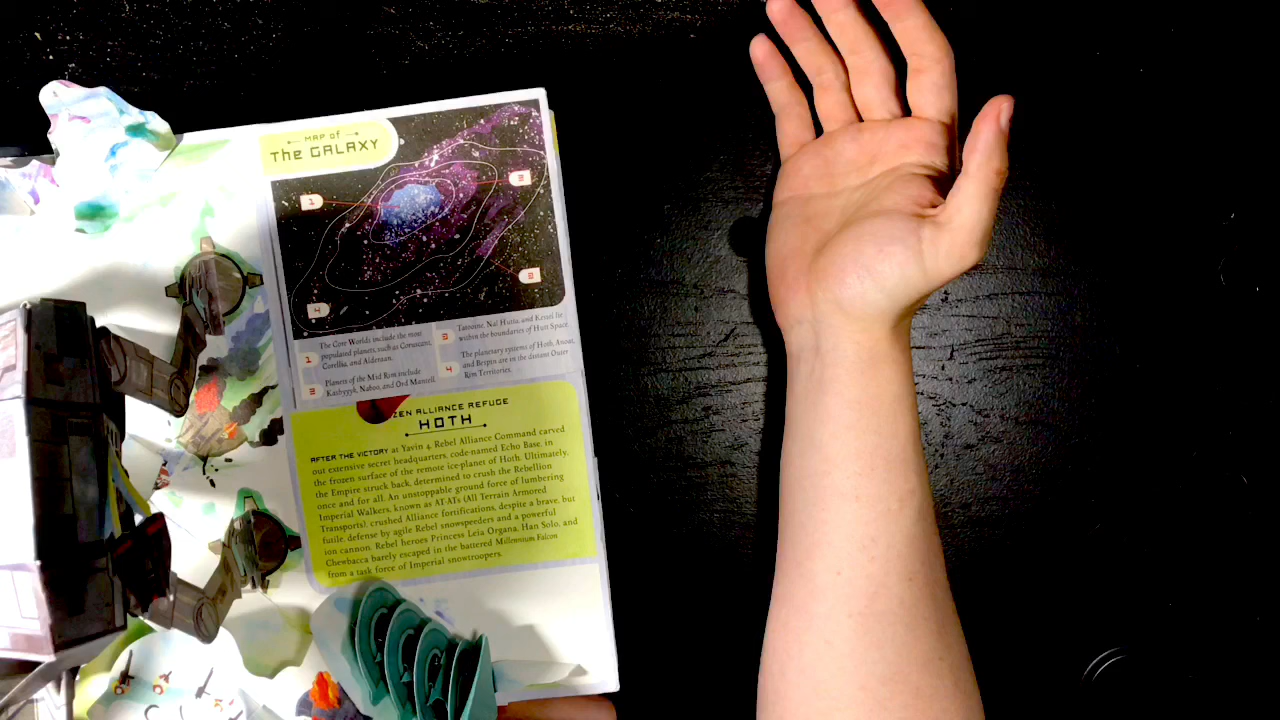 MAP of
The GALAXY
1
3
2
4
1
The Core Worlds include the most
populated planets, such as Coruscant,
Corellia, and Alderaan.
2
Planets of the Mid Rim include
Kashyyyk, Naboo, and Ord Mantell.
3
Tatooine, Nal Hutta, and Kessel lie
within the boundaries of Hutt Space.
4
The planetary systems of Hoth, Anoat,
and Bespin are in the distant Outer
Rim Territories.
ZEN ALLIANCE REFUGE
HOTH
AFTER THE VICTORY at Yavin 4, Rebel Alliance Command carved
out extensive secret headquarters, code-named Echo Base, in
the frozen surface of the remote ice-planet of Hoth. Ultimately,
the Empire struck back, determined to crush the Rebellion
once and for all. An unstoppable ground force of lumbering
Imperial Walkers, known as AT-ATs (All Terrain Armored
Transports), crushed Alliance fortifications, despite a brave, but
futile, defense by agile Rebel snowspeeders and a powerful
ion cannon. Rebel heroes Princess Leia Organa, Han Solo, and
Chewbacca barely escaped in the battered Millennium Falcon
from a task force of Imperial snowtroopers.